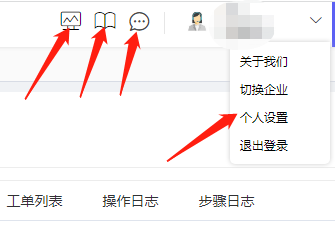 关于我们
切换企业
个人设置
退出登录
工单列表 操作日志 步骤日志